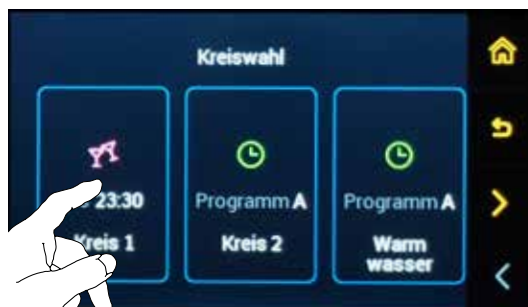 Kreiswahl
23:30
Kreis 1
Programm A
Kreis 2
Programm A
Warm
wasser